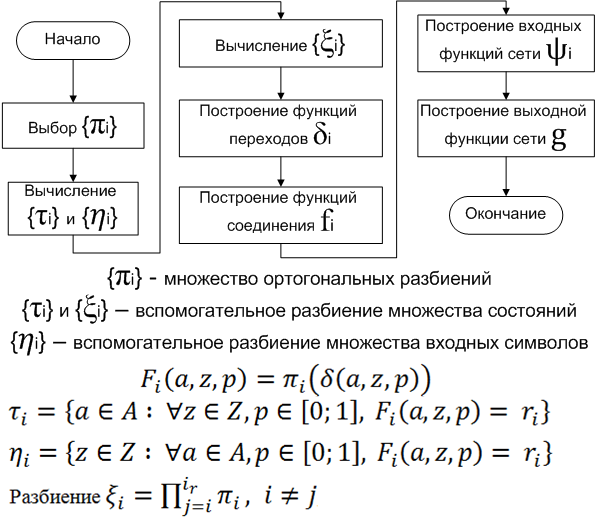 Начало
Выбор {πi}
Вычисление
{τi} и {ηi}
Вычисление {ξi}
Построение функций
переходов δi
Построение функций
соединения fi
Построение входных
функций сети ψi
Построение выходной
функции сети g
Окончание
{πi} - множество ортогональных разбиений
{τi} и {ξi} – вспомогательное разбиение множества состояний
{ηi} – вспомогательное разбиение множества входных символов
Fᵢ(a, z, p) = πᵢ(δ(a, z, p))
τᵢ = {a ∈ A : ∀z ∈ Z, p ∈ [0; 1], Fᵢ(a, z, p) = rᵢ}
ηᵢ = {z ∈ Z : ∀a ∈ A, p ∈ [0; 1], Fᵢ(a, z, p) = rᵢ}
Разбиение ξᵢ = ∏_{j=i}^{i_r} πᵢ, i ≠ j